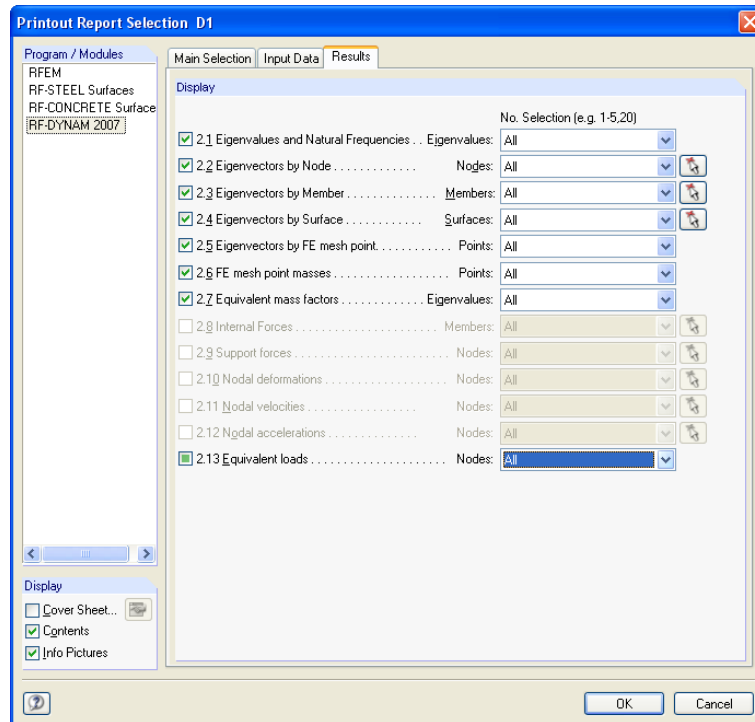 Printout Report Selection D1
Program / Modules
RFEM
RF-STEEL Surfaces
RF-CONCRETE Surface
RF-DYNAM 2007
Main Selection Input Data Results
Display
No. Selection (e.g. 1-5,20)
2.1 Eigenvalues and Natural Frequencies . . Eigenvalues: All
2.2 Eigenvectors by Node . . . . . . . . . . . . . Nodes: All
2.3 Eigenvectors by Member . . . . . . . . . . . Members: All
2.4 Eigenvectors by Surface . . . . . . . . . . . . Surfaces: All
2.5 Eigenvectors by FE mesh point. . . . . . . . . . . Points: All
2.6 FE mesh point masses . . . . . . . . . . . . . . . Points: All
2.7 Equivalent mass factors . . . . . . . . . . . . Eigenvalues: All
2.8 Internal Forces . . . . . . . . . . . . . . . . . . Members: All
2.9 Support forces . . . . . . . . . . . . . . . . . . . . Nodes: All
2.10 Nodal deformations . . . . . . . . . . . . . . . . . Nodes: All
2.11 Nodal velocities . . . . . . . . . . . . . . . . . . . Nodes: All
2.12 Nodal accelerations . . . . . . . . . . . . . . . . Nodes: All
2.13 Equivalent loads . . . . . . . . . . . . . . . . . . . Nodes: All
Display
Cover Sheet...
Contents
Info Pictures
OK Cancel